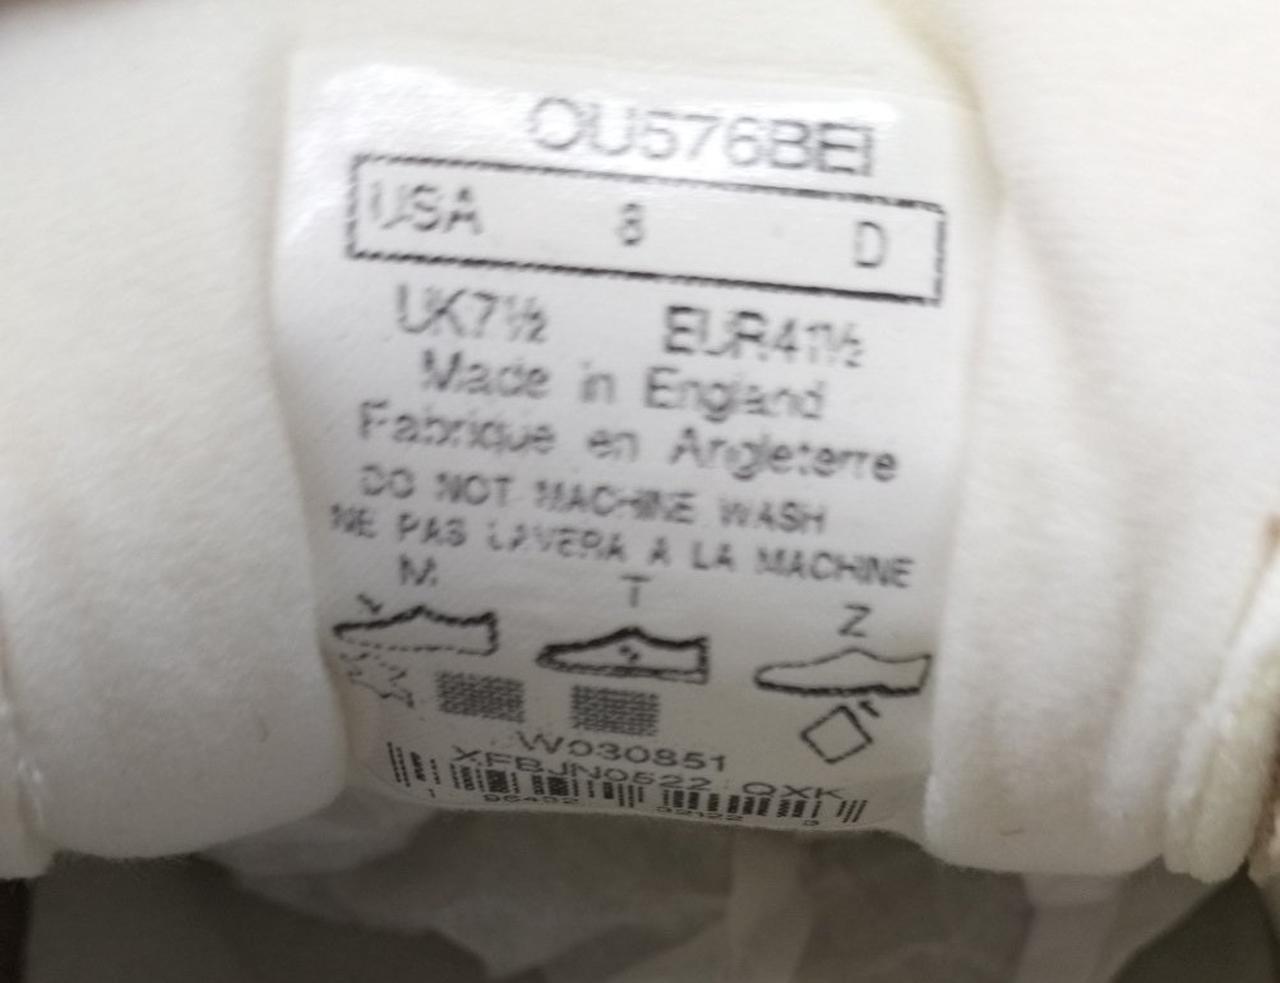 OU576BEI
USA 8 D
UK7½ EUR41½
Made in England
Fabrique en Angleterre
DO NOT MACHINE WASH
NE PAS LAVERA A LA MACHINE
M T Z
W030851
XFBJN0522 QXK